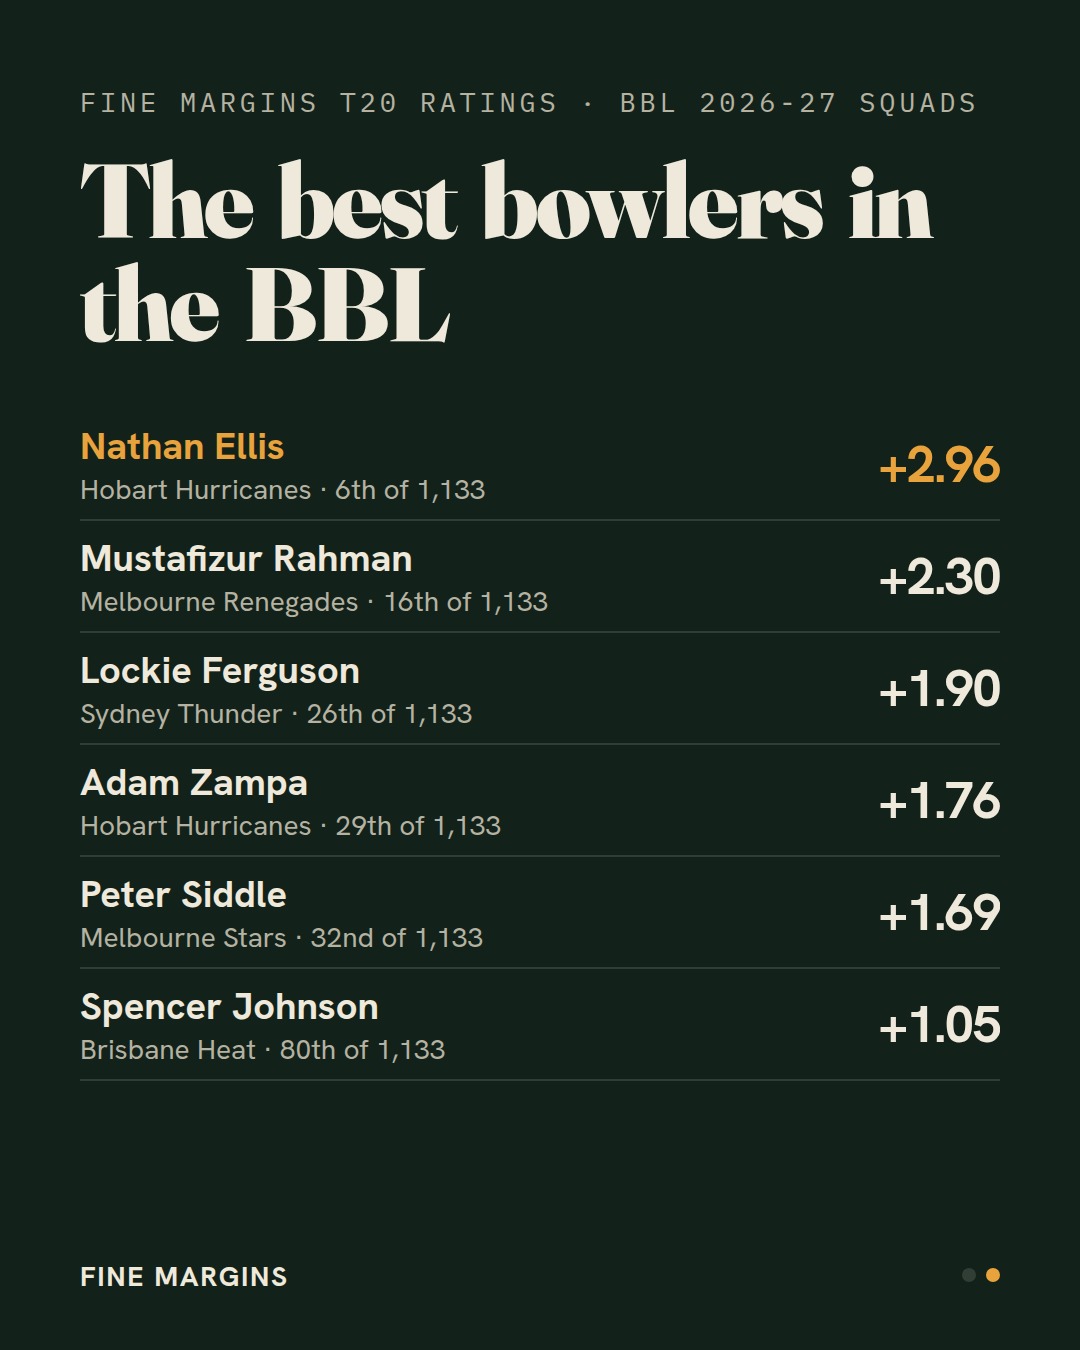 FINE MARGINS T20 RATINGS · BBL 2026-27 SQUADS
The best bowlers in
the BBL
Nathan Ellis
+2.96
Hobart Hurricanes · 6th of 1,133
Mustafizur Rahman
+2.30
Melbourne Renegades · 16th of 1,133
Lockie Ferguson
+1.90
Sydney Thunder · 26th of 1,133
Adam Zampa
+1.76
Hobart Hurricanes · 29th of 1,133
Peter Siddle
+1.69
Melbourne Stars · 32nd of 1,133
Spencer Johnson
+1.05
Brisbane Heat · 80th of 1,133
FINE MARGINS